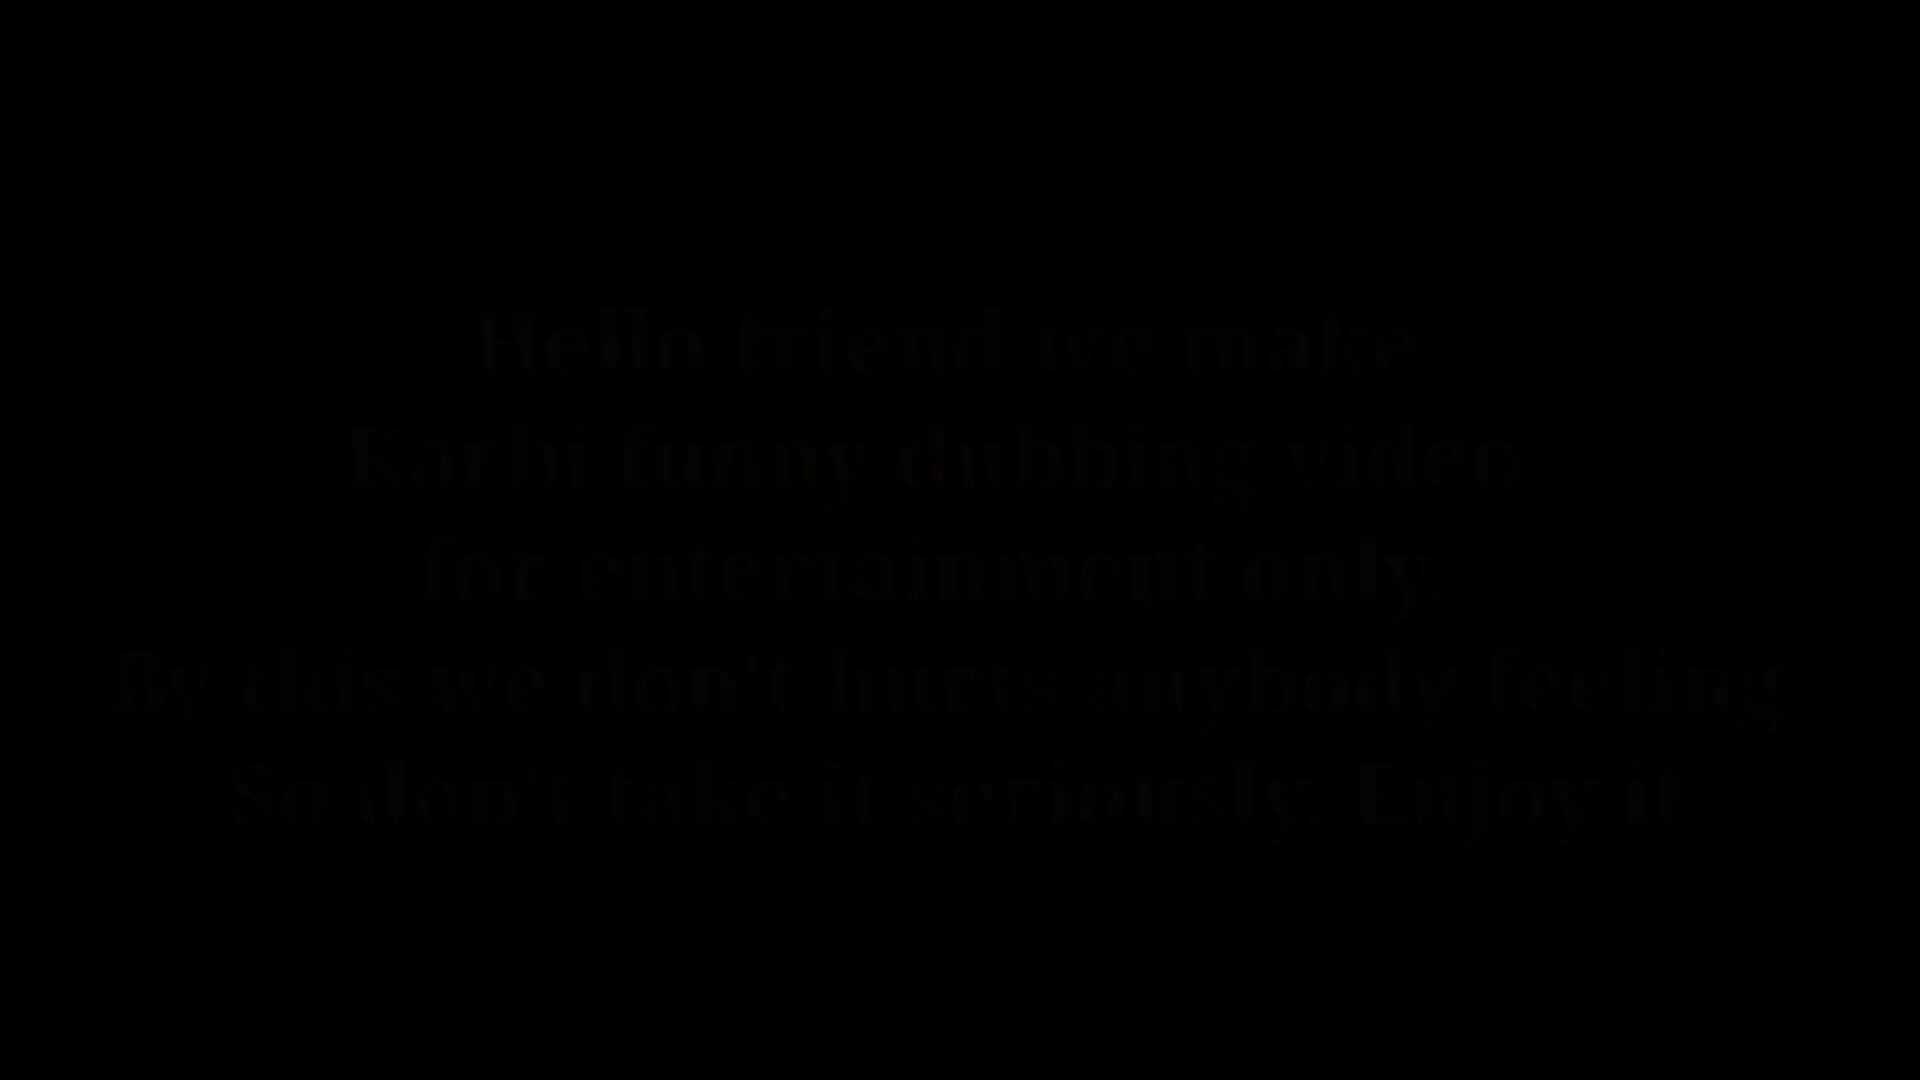 Hello friend we make
Karbi funny dubbing video
for entertainment only.
By this we don't hurts anybody feeling
So don't take it seriously. Enjoy it